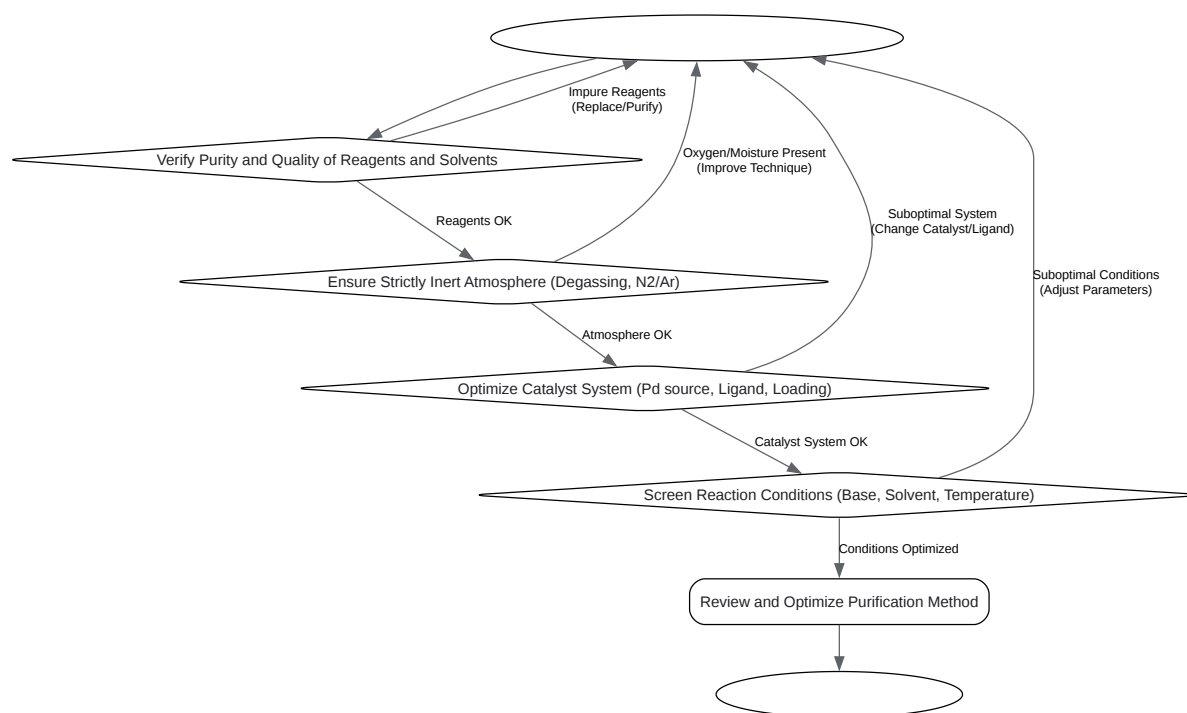 Impure Reagents
(Replace/Purify)
Verify Purity and Quality of Reagents and Solvents
Oxygen/Moisture Present
(Improve Technique)
Reagents OK
Suboptimal System
(Change Catalyst/Ligand)
Ensure Strictly Inert Atmosphere (Degassing, N2/Ar)
Suboptimal Conditions
(Adjust Parameters)
Atmosphere OK
Optimize Catalyst System (Pd source, Ligand, Loading)
Catalyst System OK
Screen Reaction Conditions (Base, Solvent, Temperature)
Conditions Optimized
Review and Optimize Purification Method